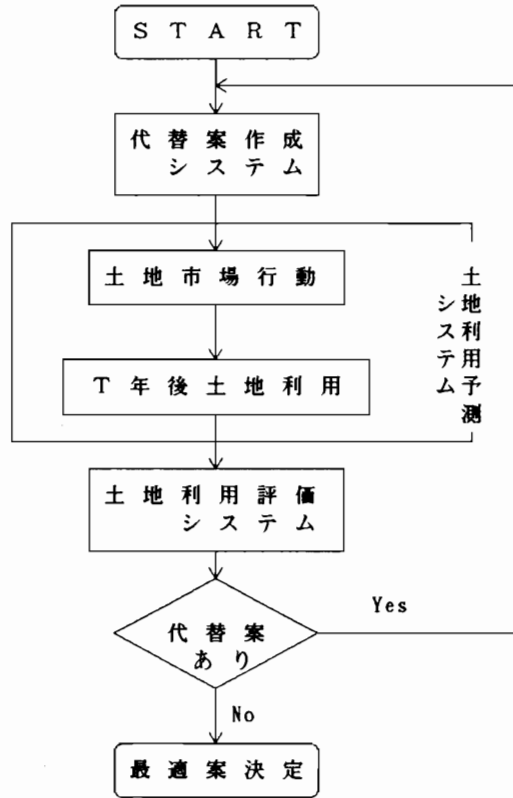 START
代替案作成
システム
土地市場行動
土地利用予測
システム
T年後土地利用
土地利用評価
システム
代替案
あり
Yes
No
最適案決定